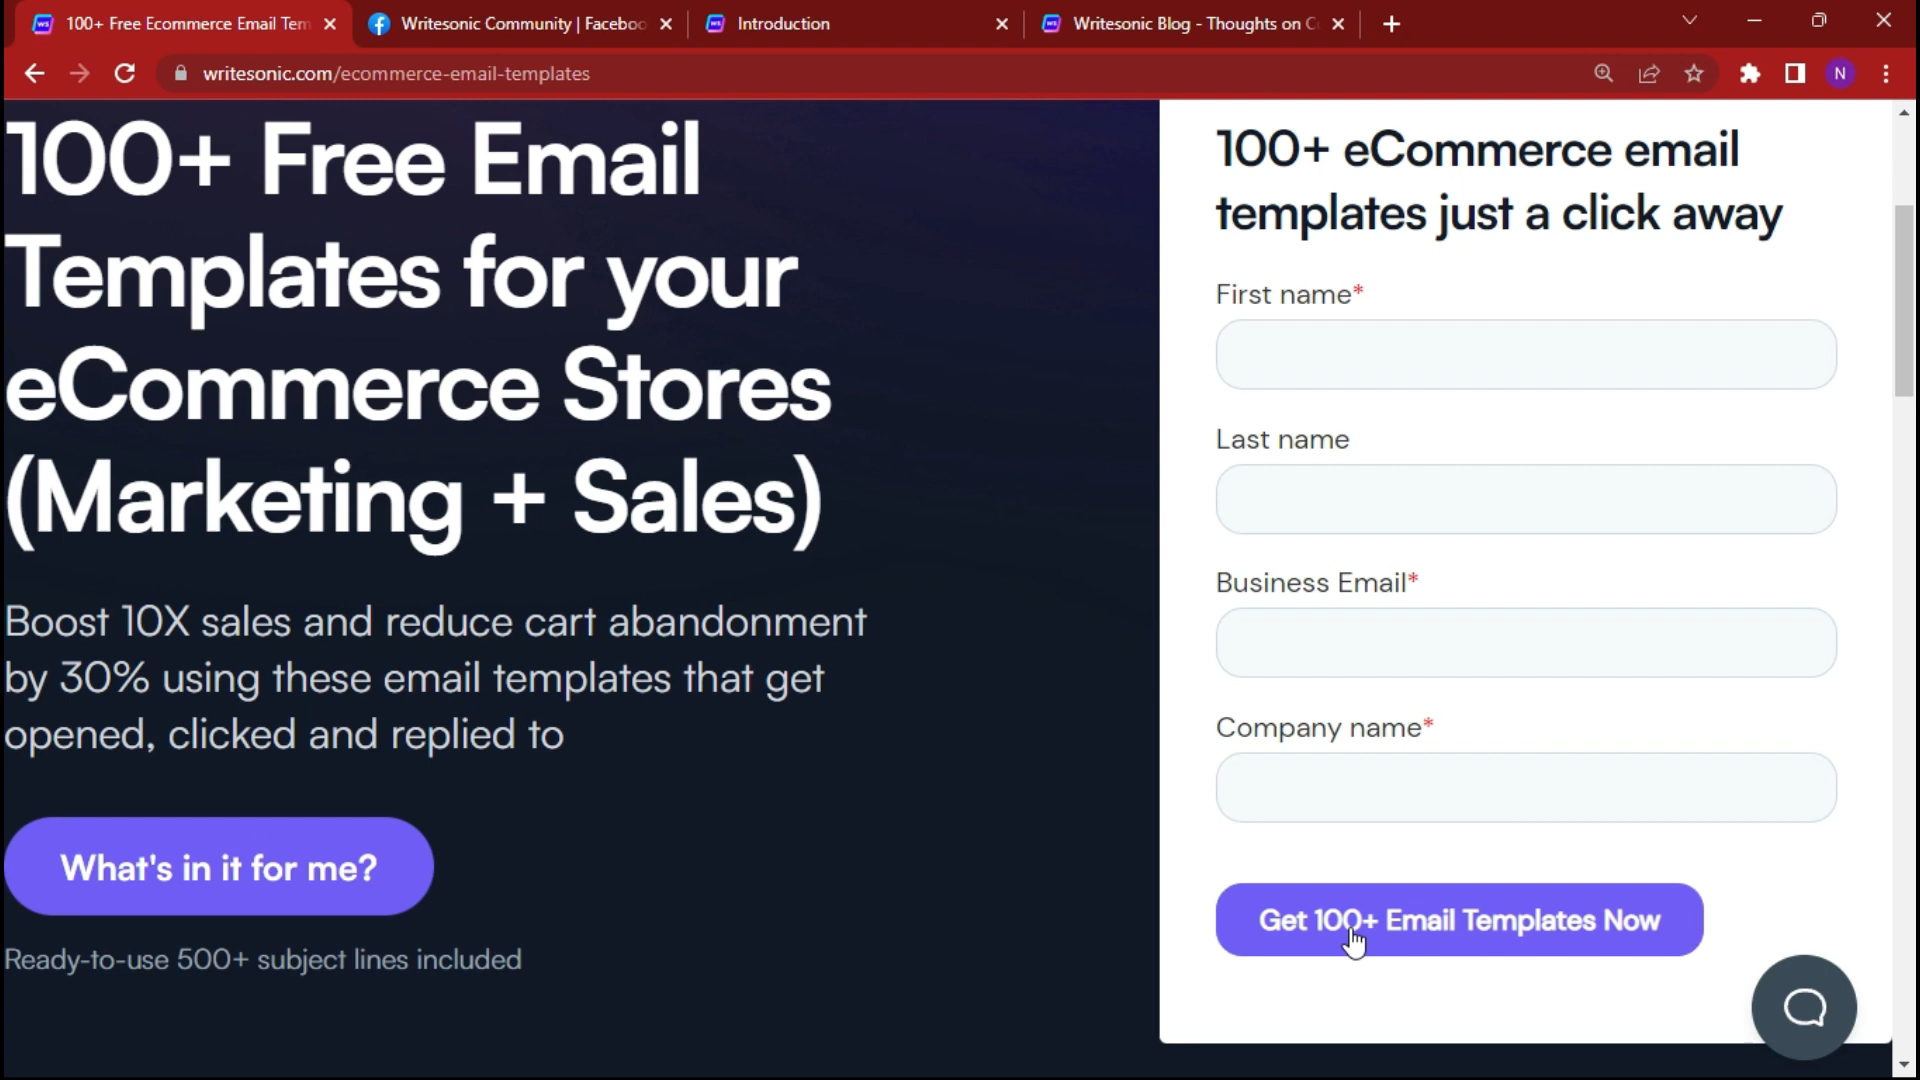 100+ Free Ecommerce Email Tem
Writesonic Community | Faceboo
Introduction
Writesonic Blog - Thoughts on C
writesonic.com/ecommerce-email-templates
N
100+ Free Email
Templates for your
eCommerce Stores
(Marketing + Sales)
Boost 10X sales and reduce cart abandonment
by 30% using these email templates that get
opened, clicked and replied to
What's in it for me?
Ready-to-use 500+ subject lines included
100+ eCommerce email
templates just a click away
First name*
Last name
Business Email*
Company name*
Get 100+ Email Templates Now